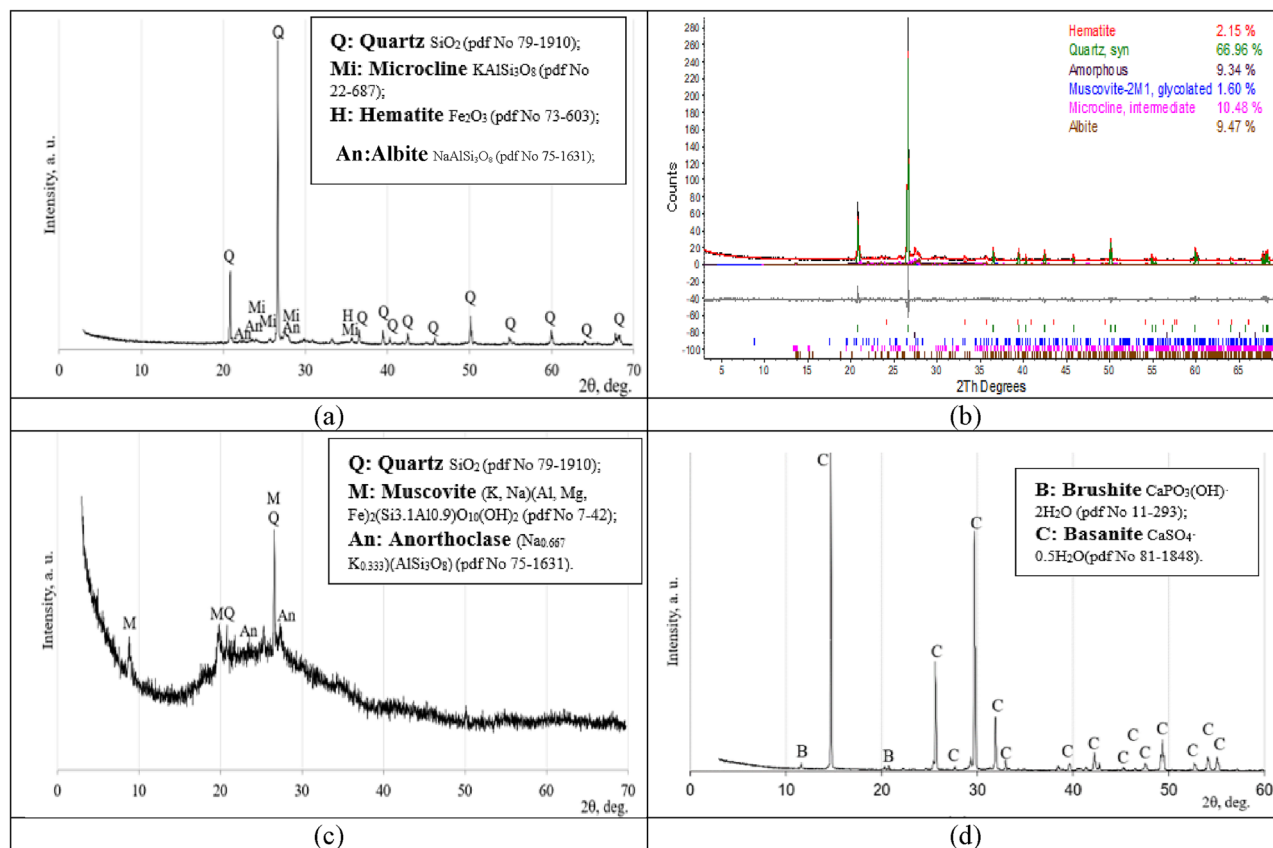 Q: Quartz SiO₂ (pdf No 79-1910);
Mi: Microcline KAlSi₃O₈ (pdf No
22-687);
H: Hematite Fe₂O₃ (pdf No 73-603);
An:Albite NaAlSi₃O₈ (pdf No 75-1631);
Intensity, a. u.
Q
Q
Mi
An
An
Mi
Mi
An
H
Mi
Q
Q
Q
Q
Q
Q
Q
Q
Q
Q
0 10 20 30 40 50 60 70
2θ, deg.
(a)
Hematite 2.15 %
Quartz, syn 66.96 %
Amorphous 9.34 %
Muscovite-2M1, glycolated 1.60 %
Microcline, intermediate 10.48 %
Albite 9.47 %
Counts
280
260
240
220
200
180
160
140
120
100
80
60
40
20
0
-20
-40
-60
-80
-100
5 10 15 20 25 30 35 40 45 50 55 60 65
2Th Degrees
(b)
Q: Quartz SiO₂ (pdf No 79-1910);
M: Muscovite (K, Na)(Al, Mg,
Fe)₂(Si3.1Al0.9)O₁₀(OH)₂ (pdf No 7-42);
An: Anorthoclase (Na₀.₆₆₇
K₀.₃₃₃)(AlSi₃O₈) (pdf No 75-1631).
Intensity, a. u.
M
M
Q
An
M
Q
An
0 10 20 30 40 50 60 70
2θ, deg.
(c)
B: Brushite CaPO₃(OH)·
2H₂O (pdf No 11-293);
C: Basanite CaSO₄·
0.5H₂O(pdf No 81-1848).
Intensity, a. u.
B
C
B
C
C
C
C
C
C
C
C
C
C
C
C
C
C
0 10 20 30 40 50 60
2θ, deg.
(d)